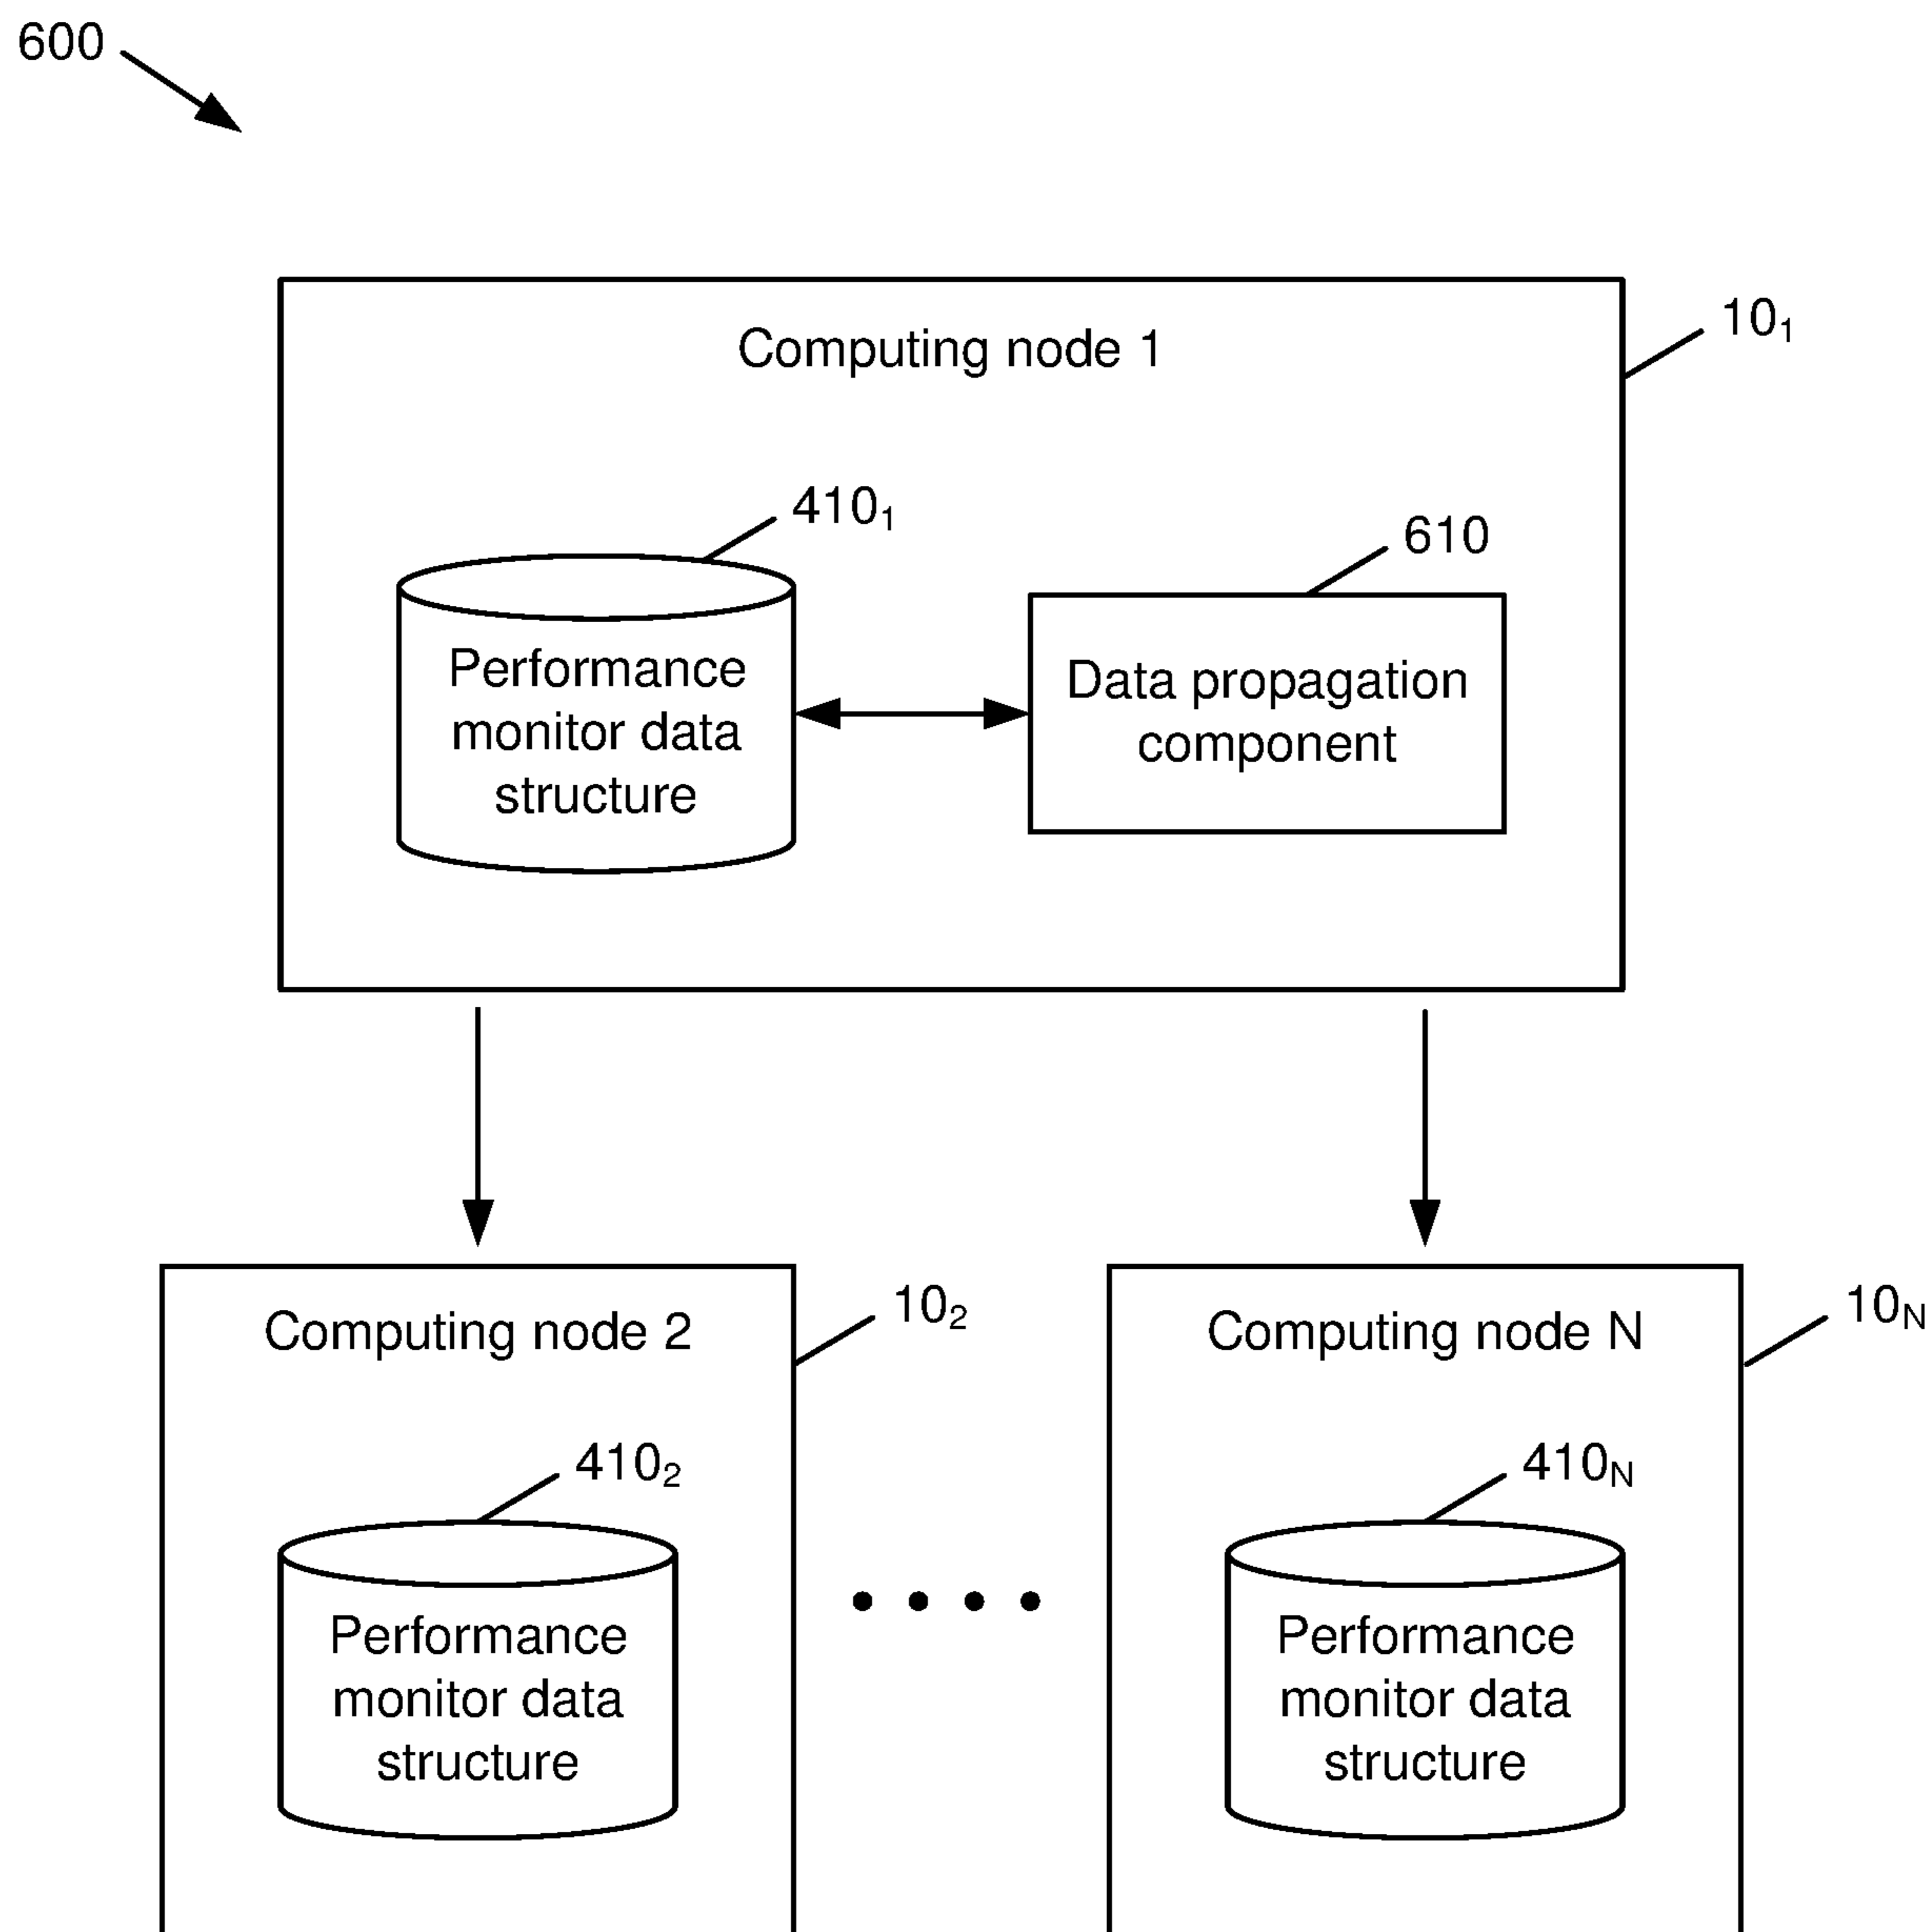 600
Computing node 1
10₁
410₁
610
Performance
monitor data
structure
Data propagation
component
Computing node 2
10₂
Computing node N
10ₙ
410₂
410ₙ
Performance
monitor data
structure
Performance
monitor data
structure